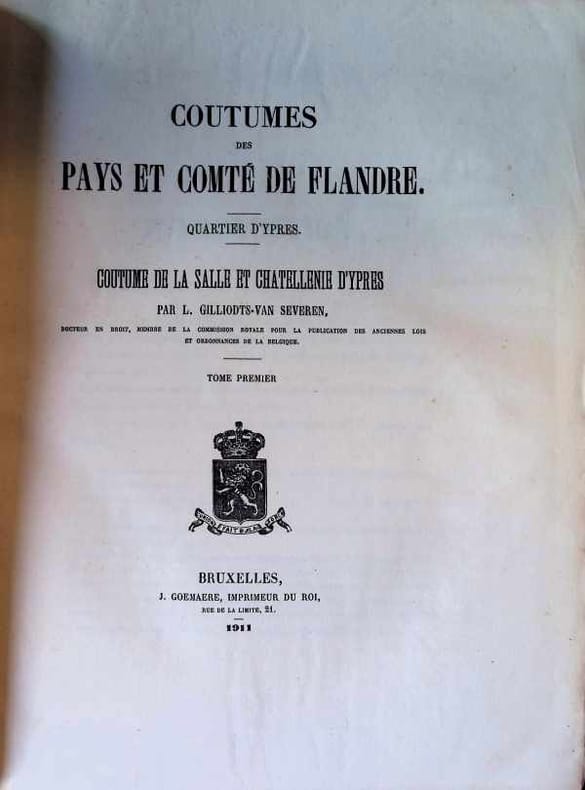 COUTUMES
DES
PAYS ET COMTÉ DE FLANDRE.
QUARTIER D'YPRES.
COUTUME DE LA SALLE ET CHATELLENIE D'YPRES
PAR L. GILLIODTS-VAN SEVEREN,
DOCTEUR EN DROIT, MEMBRE DE LA COMMISSION ROYALE POUR LA PUBLICATION DES ANCIENNES LOIS
ET ORDONNANCES DE LA BELGIQUE.
TOME PREMIER
BRUXELLES,
J. GOEMAERE, IMPRIMEUR DU ROI,
RUE DE LA LIMITE, 21.
1911